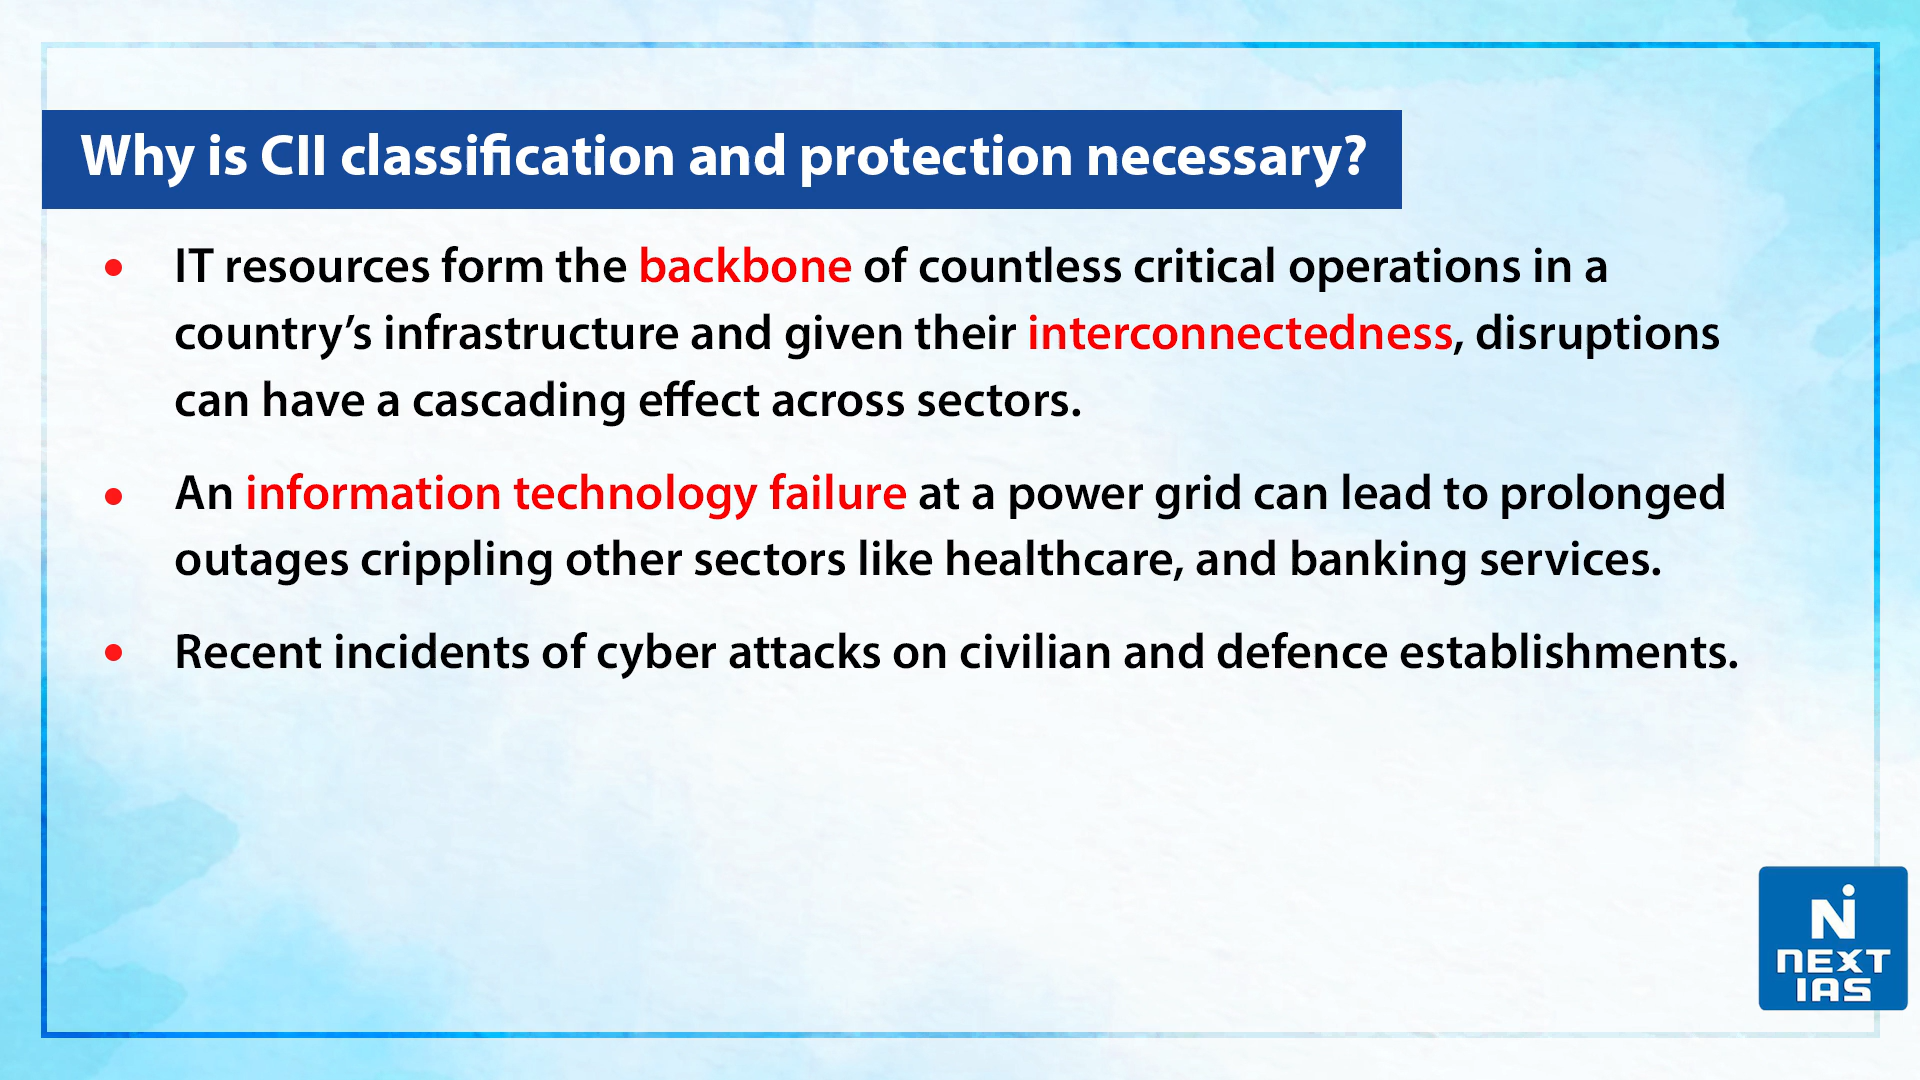 Why is CII classification and protection necessary?
• IT resources form the backbone of countless critical operations in a
country’s infrastructure and given their interconnectedness, disruptions
can have a cascading effect across sectors.
• An information technology failure at a power grid can lead to prolonged
outages crippling other sectors like healthcare, and banking services.
• Recent incidents of cyber attacks on civilian and defence establishments.
N
NEXT
IAS